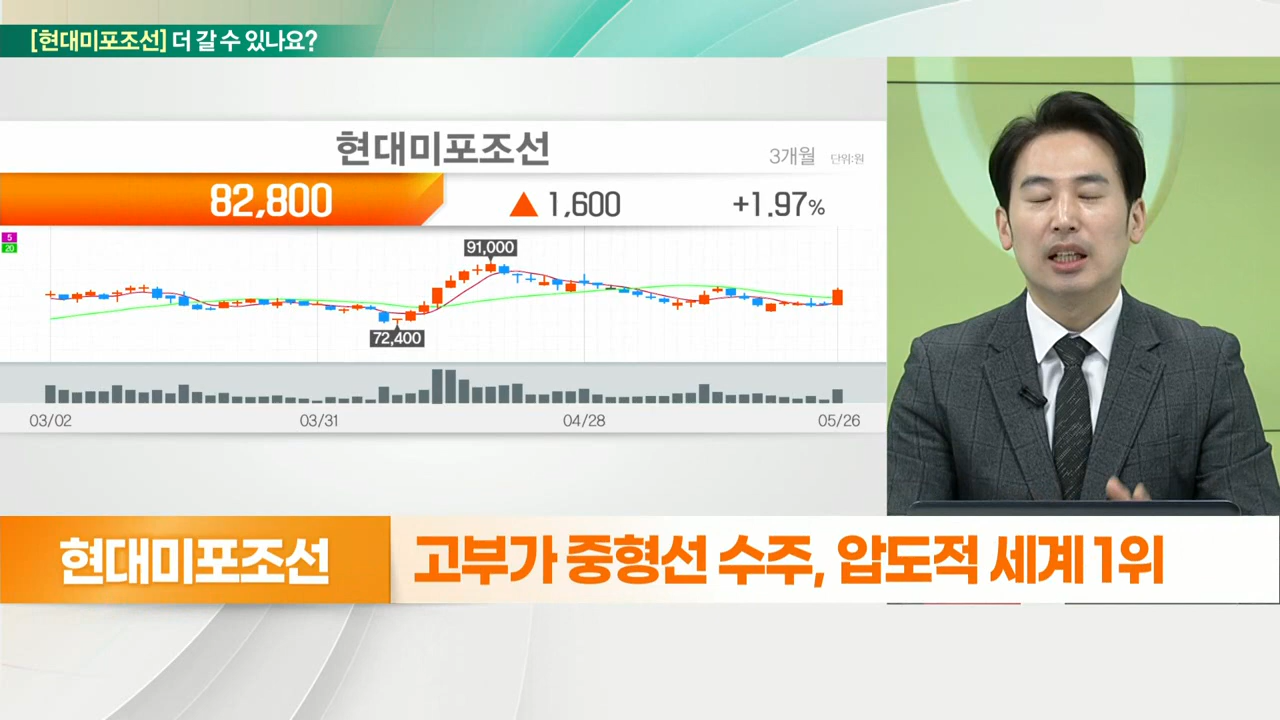 [현대미포조선] 더 갈 수 있나요?
현대미포조선
3개월 단위:원
82,800 ▲ 1,600 +1.97%
5
20
91,000
72,400
03/02 03/31 04/28 05/26
현대미포조선 고부가 중형선 수주, 압도적 세계 1위